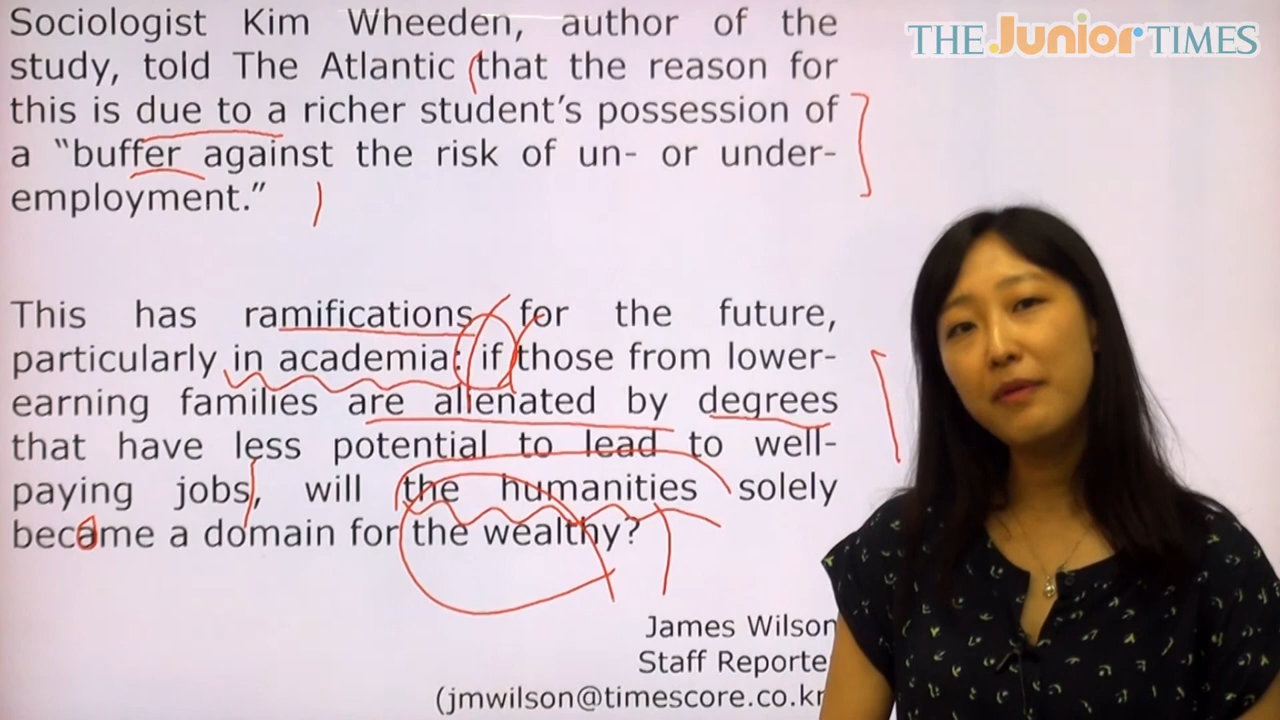 THE Junior TIMES
Sociologist Kim Wheeden, author of the
study, told The Atlantic that the reason for
this is due to a richer student's possession of
a "buffer against the risk of un- or under-
employment."
This has ramifications for the future,
particularly in academia: if those from lower-
earning families are alienated by degrees
that have less potential to lead to well-
paying jobs, will the humanities solely
became a domain for the wealthy?
James Wilson
Staff Reporte
(jmwilson@timescore.co.kr